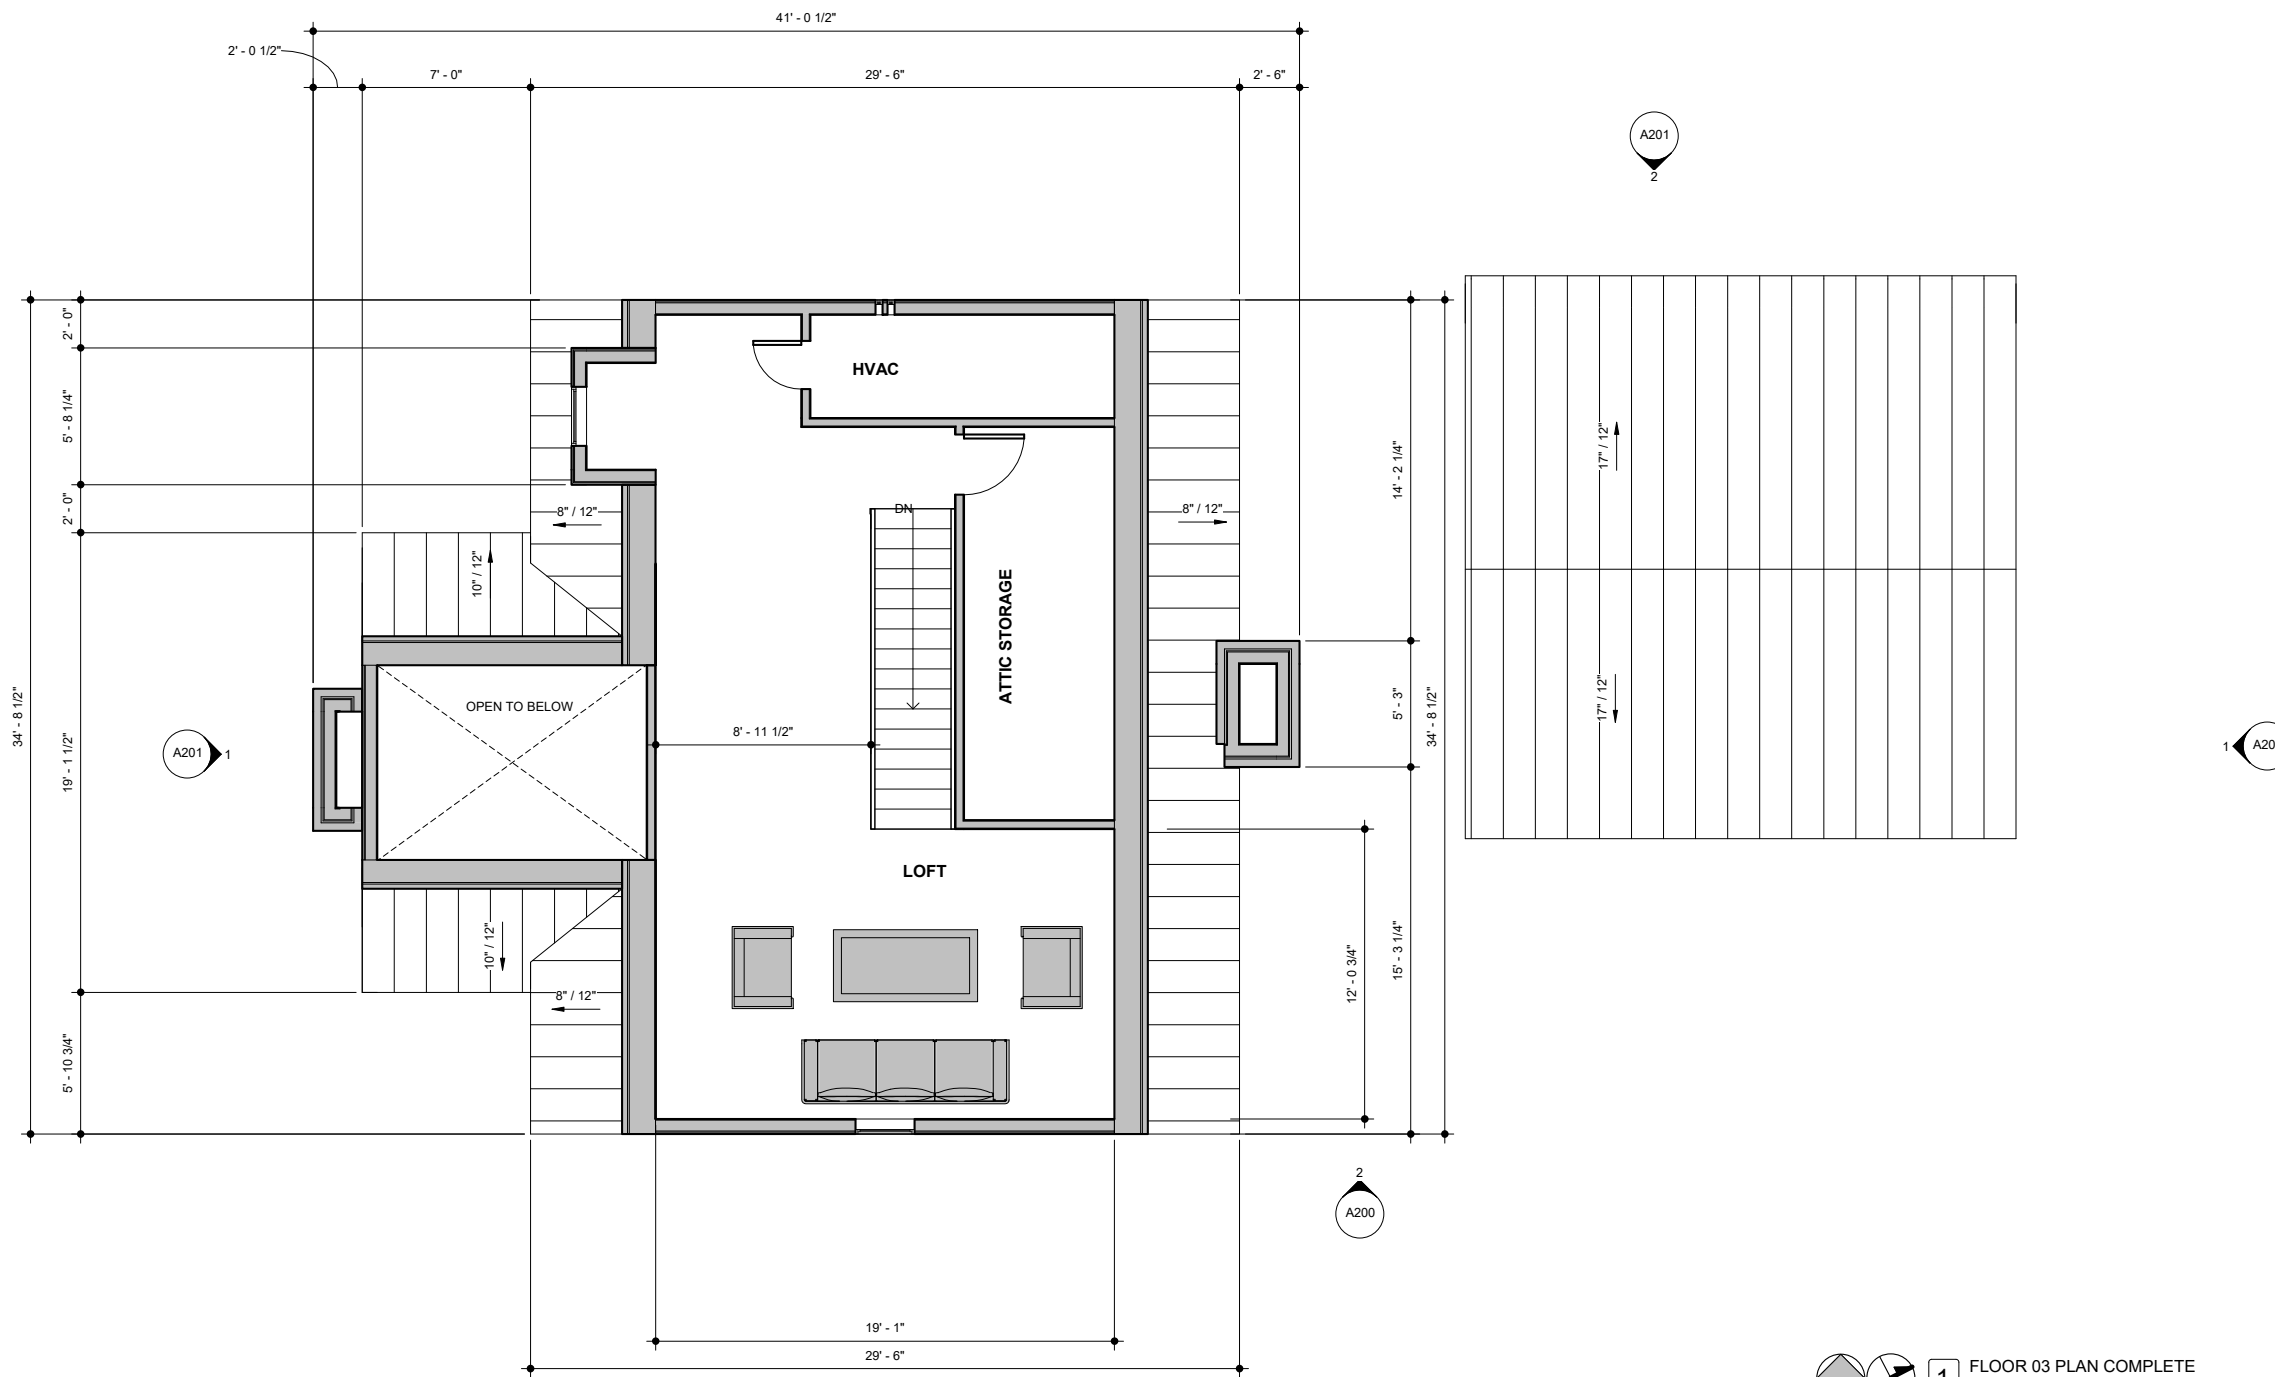 41' - 0 1/2"
2' - 0 1/2"
7' - 0"
29' - 6"
2' - 6"
A201
2
2' - 0"
5' - 8 1/4"
2' - 0"
19' - 1 1/2"
5' - 10 3/4"
34' - 8 1/2"
HVAC
8" / 12"
DN
8" / 12"
10" / 12"
ATTIC STORAGE
OPEN TO BELOW
8' - 11 1/2"
A201
1
14' - 2 1/4"
5' - 3"
34' - 8 1/2"
15' - 3 1/4"
12' - 0 3/4"
17" / 12"
17" / 12"
1
A20
LOFT
10" / 12"
8" / 12"
2
A200
19' - 1"
29' - 6"
1
FLOOR 03 PLAN COMPLETE